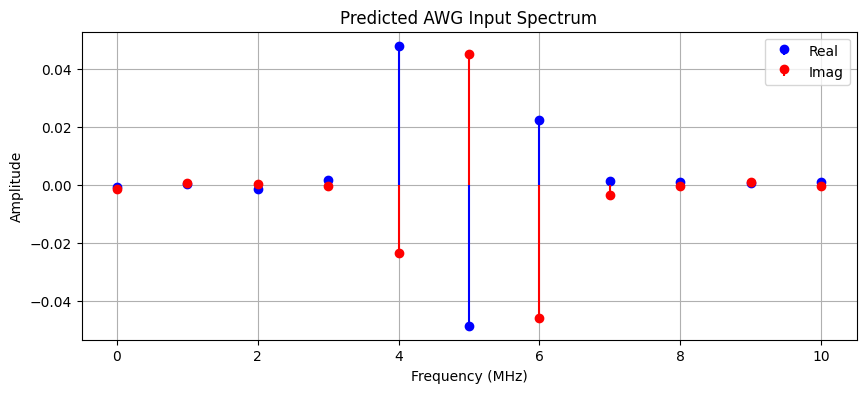 Predicted AWG Input Spectrum
Real
Imag
0.04
0.02
0.00
−0.02
−0.04
Amplitude
0 2 4 6 8 10
Frequency (MHz)